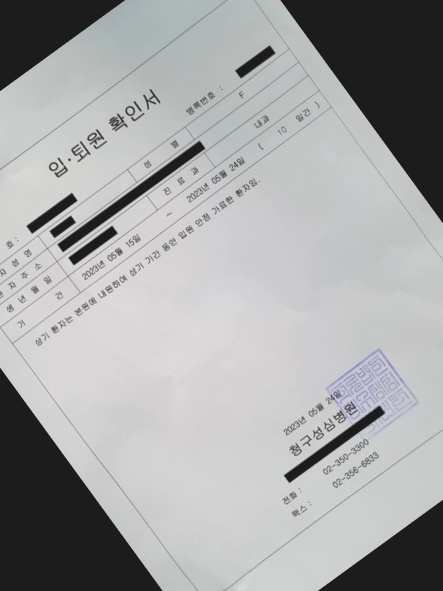 입·퇴원 확인서
병록번호 :
호 :
자 성 명
성 별
F
환 자 주 소
생 년 월 일
진 료 과
내과
기 간
2023년 05월 15일 ~ 2023년 05월 24일 ( 10 일간 )
상기 환자는 본원에 내원하여 상기 기간 동안 입원 안정 가료한 환자임.
2023년 05월 24일
청구성심병원
전화 : 02-350-3300
팩스 : 02-356-6833